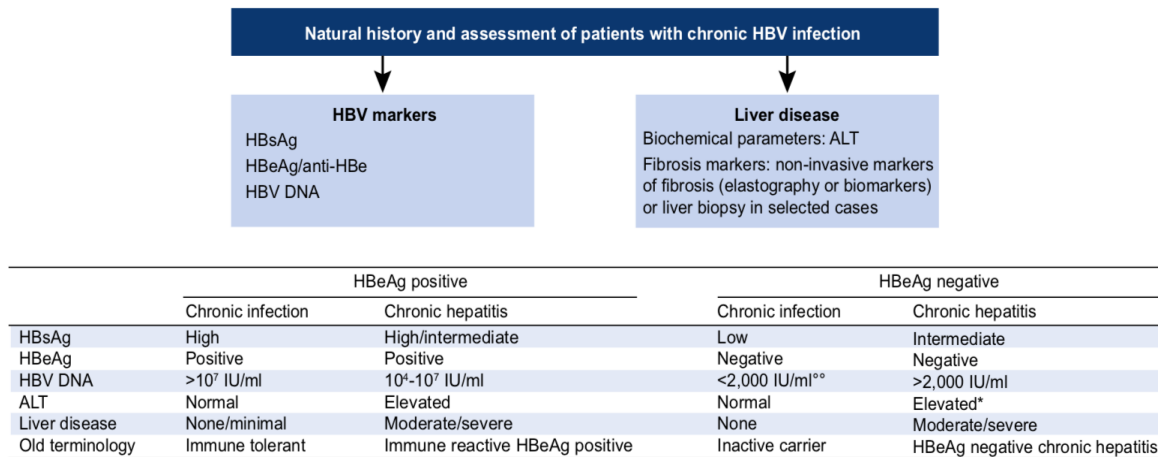 Natural history and assessment of patients with chronic HBV infection
HBV markers
HBsAg
HBeAg/anti-HBe
HBV DNA
Liver disease
Biochemical parameters: ALT
Fibrosis markers: non-invasive markers
of fibrosis (elastography or biomarkers)
or liver biopsy in selected cases
HBeAg positive HBeAg negative
Chronic infection Chronic hepatitis Chronic infection Chronic hepatitis
HBsAg High High/intermediate Low Intermediate
HBeAg Positive Positive Negative Negative
HBV DNA >10⁷ IU/ml 10⁴-10⁷ IU/ml <2,000 IU/ml°° >2,000 IU/ml
ALT Normal Elevated Normal Elevated*
Liver disease None/minimal Moderate/severe None Moderate/severe
Old terminology Immune tolerant Immune reactive HBeAg positive Inactive carrier HBeAg negative chronic hepatitis